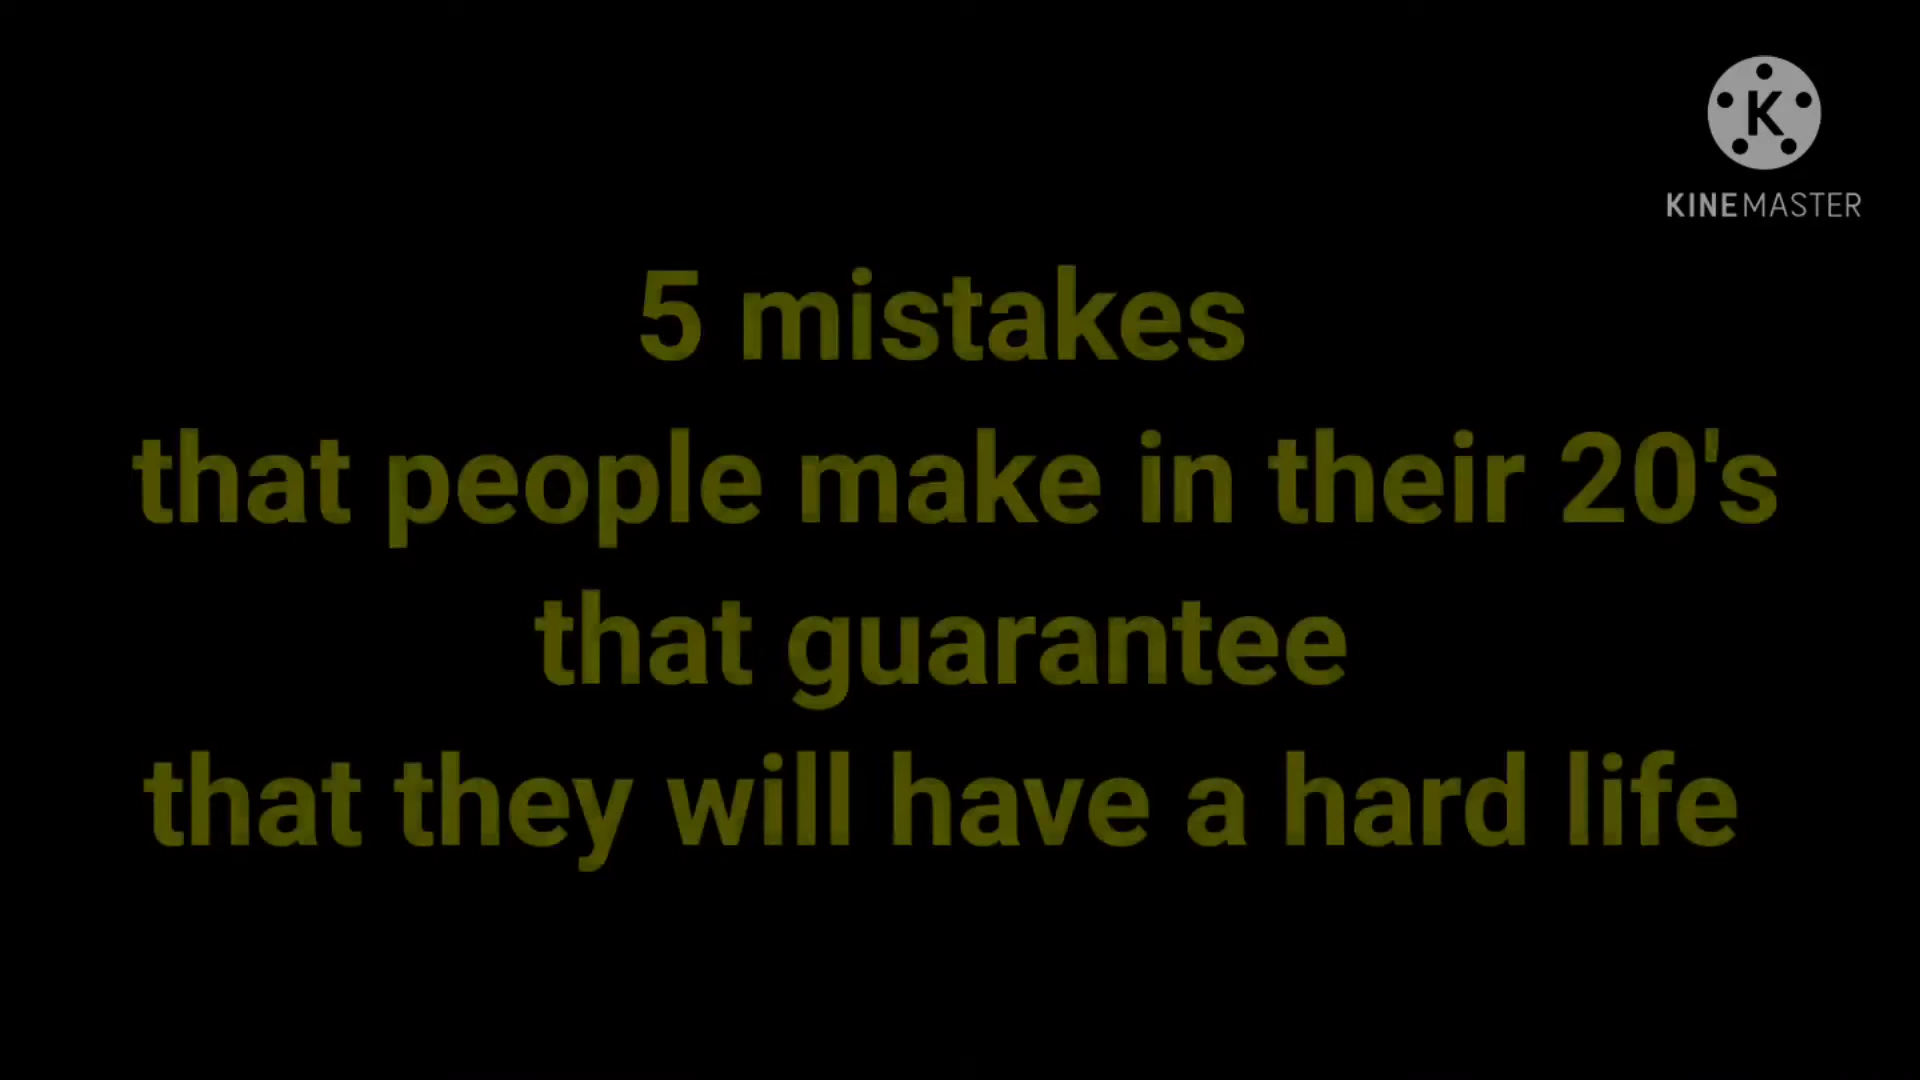 K
KINEMASTER
5 mistakes
that people make in their 20's
that guarantee
that they will have a hard life